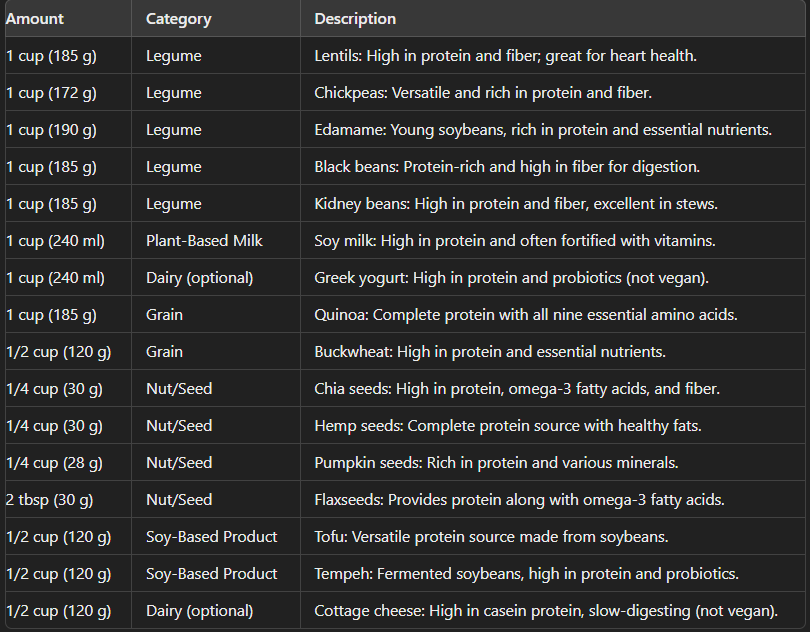 Amount Category Description
1 cup (185 g) Legume Lentils: High in protein and fiber; great for heart health.
1 cup (172 g) Legume Chickpeas: Versatile and rich in protein and fiber.
1 cup (190 g) Legume Edamame: Young soybeans, rich in protein and essential nutrients.
1 cup (185 g) Legume Black beans: Protein-rich and high in fiber for digestion.
1 cup (185 g) Legume Kidney beans: High in protein and fiber, excellent in stews.
1 cup (240 ml) Plant-Based Milk Soy milk: High in protein and often fortified with vitamins.
1 cup (240 ml) Dairy (optional) Greek yogurt: High in protein and probiotics (not vegan).
1 cup (185 g) Grain Quinoa: Complete protein with all nine essential amino acids.
1/2 cup (120 g) Grain Buckwheat: High in protein and essential nutrients.
1/4 cup (30 g) Nut/Seed Chia seeds: High in protein, omega-3 fatty acids, and fiber.
1/4 cup (30 g) Nut/Seed Hemp seeds: Complete protein source with healthy fats.
1/4 cup (28 g) Nut/Seed Pumpkin seeds: Rich in protein and various minerals.
2 tbsp (30 g) Nut/Seed Flaxseeds: Provides protein along with omega-3 fatty acids.
1/2 cup (120 g) Soy-Based Product Tofu: Versatile protein source made from soybeans.
1/2 cup (120 g) Soy-Based Product Tempeh: Fermented soybeans, high in protein and probiotics.
1/2 cup (120 g) Dairy (optional) Cottage cheese: High in casein protein, slow-digesting (not vegan).